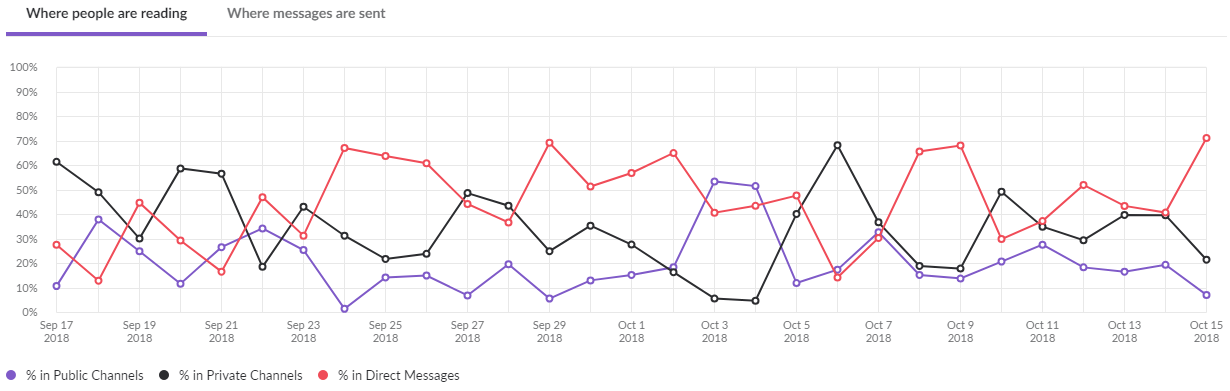 Where people are reading Where messages are sent
100%
90%
80%
70%
60%
50%
40%
30%
20%
10%
0%
Sep 17 Sep 19 Sep 21 Sep 23 Sep 25 Sep 27 Sep 29 Oct 1 Oct 3 Oct 5 Oct 7 Oct 9 Oct 11 Oct 13 Oct 15
2018 2018 2018 2018 2018 2018 2018 2018 2018 2018 2018 2018 2018 2018 2018
% in Public Channels % in Private Channels % in Direct Messages